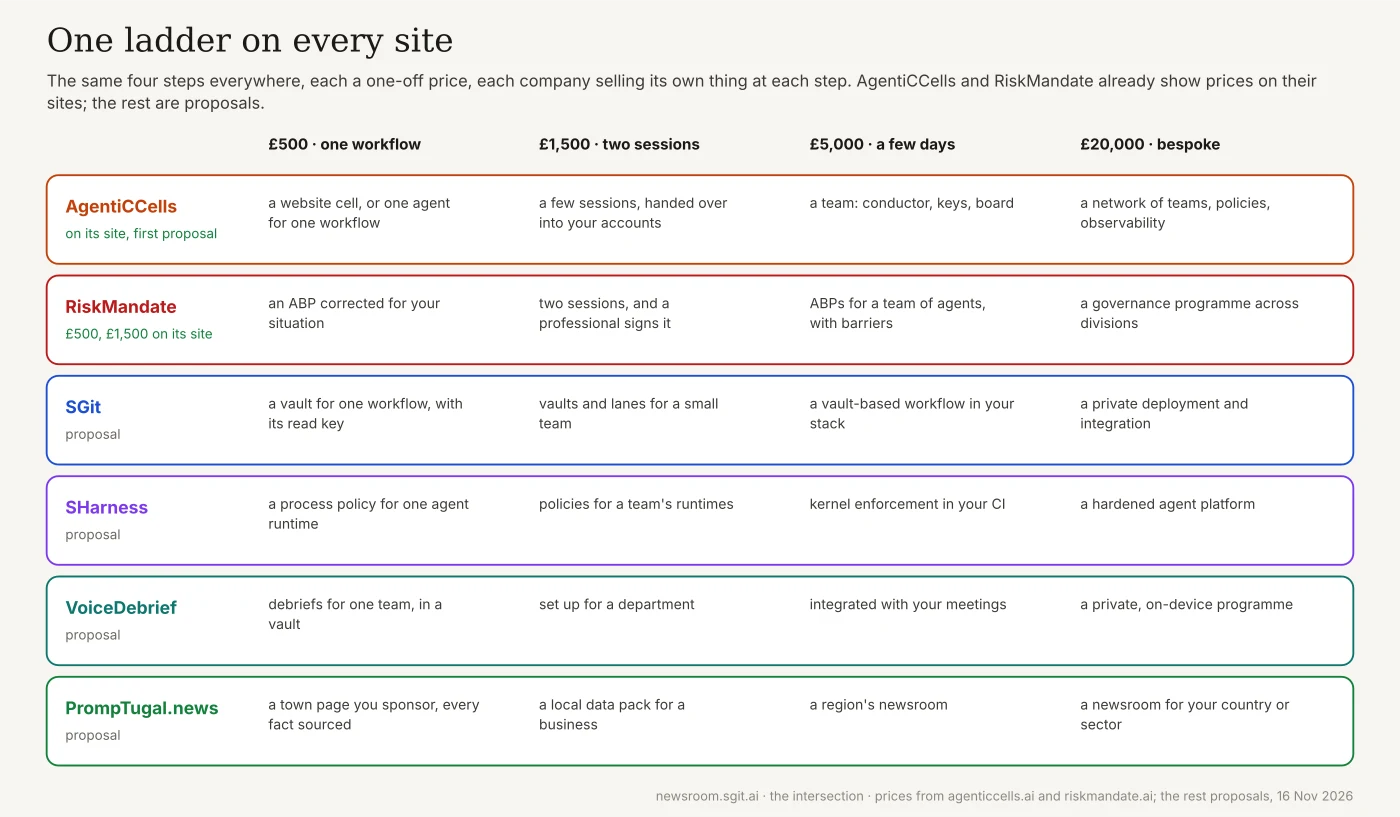 One ladder on every site
The same four steps everywhere, each a one-off price, each company selling its own thing at each step. AgentiCCells and RiskMandate already show prices on their
sites; the rest are proposals.
£500 · one workflow
£1,500 · two sessions
£5,000 · a few days
£20,000 · bespoke
AgentiCCells
on its site, first proposal
a website cell, or one agent
for one workflow
a few sessions, handed over
into your accounts
a team: conductor, keys, board
a network of teams, policies,
observability
RiskMandate
£500, £1,500 on its site
an ABP corrected for your
situation
two sessions, and a
professional signs it
ABPs for a team of agents,
with barriers
a governance programme across
divisions
SGit
proposal
a vault for one workflow, with
its read key
vaults and lanes for a small
team
a vault-based workflow in your
stack
a private deployment and
integration
SHarness
proposal
a process policy for one agent
runtime
policies for a team's runtimes
kernel enforcement in your CI
a hardened agent platform
VoiceDebrief
proposal
debriefs for one team, in a
vault
set up for a department
integrated with your meetings
a private, on-device programme
PrompTugal.news
proposal
a town page you sponsor, every
fact sourced
a local data pack for a
business
a region's newsroom
a newsroom for your country or
sector
newsroom.sgit.ai · the intersection · prices from agenticcells.ai and riskmandate.ai; the rest proposals, 16 Nov 2026